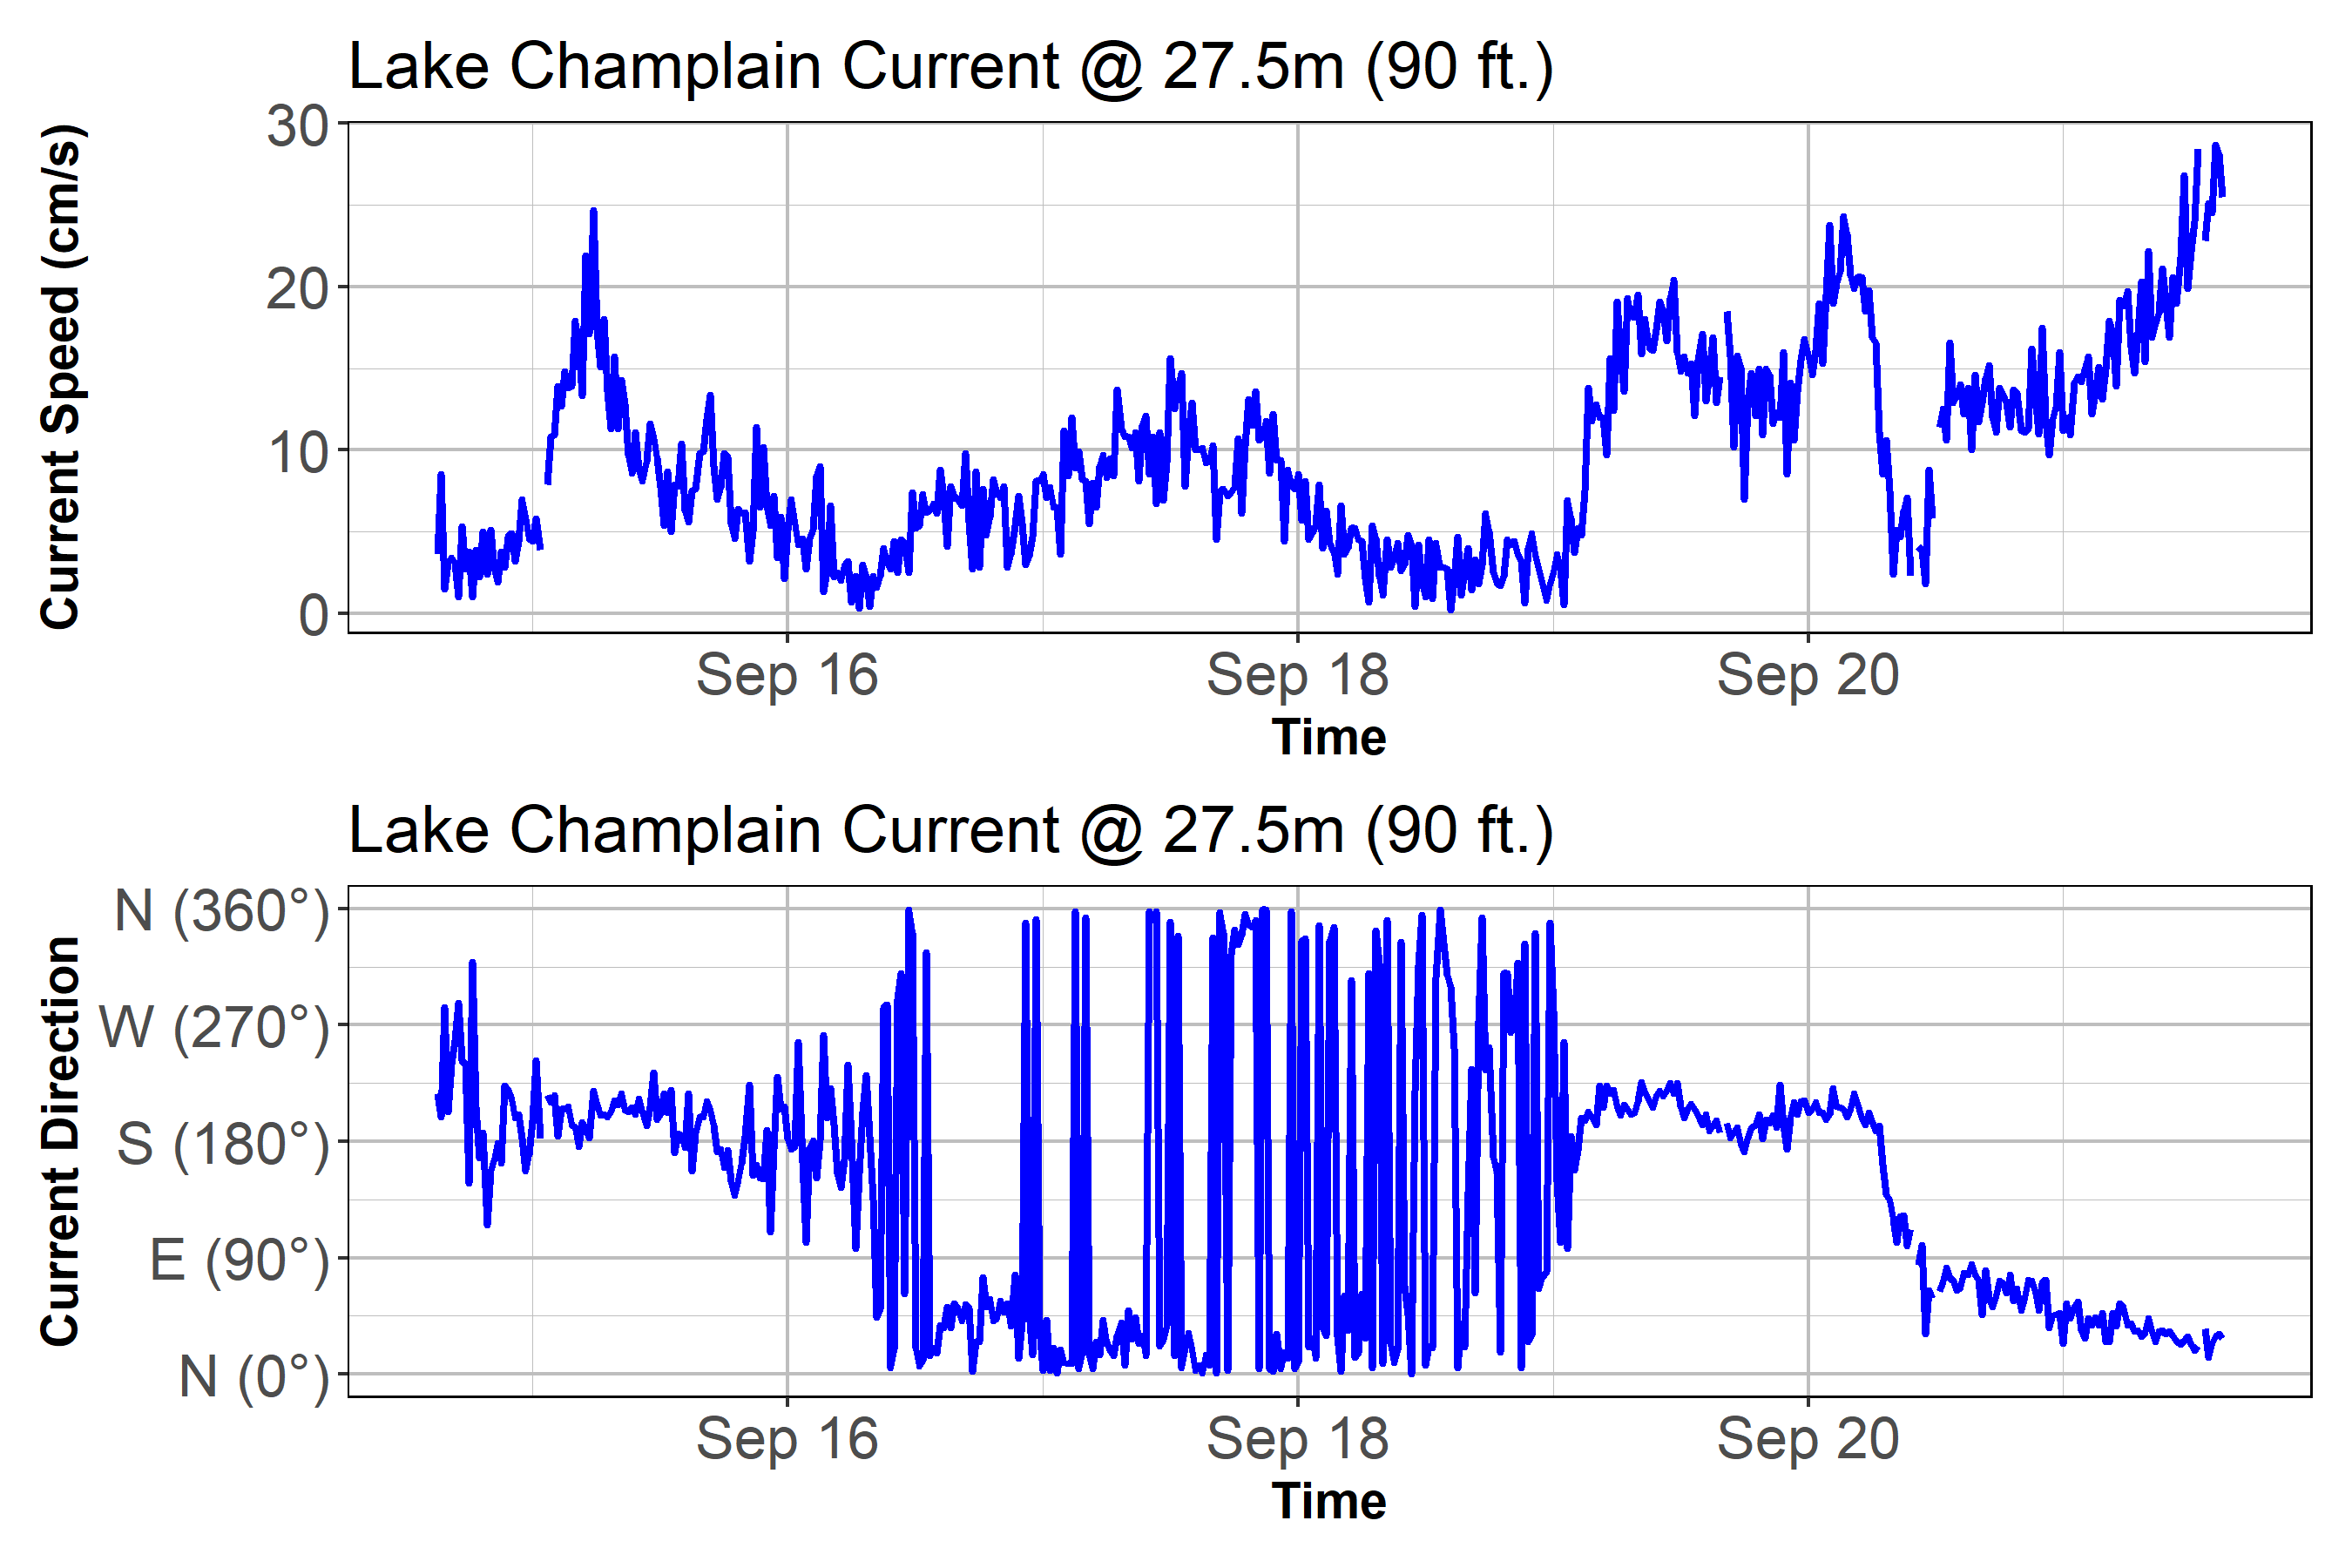 Lake Champlain Current @ 27.5m (90 ft.)
Current Speed (cm/s)
30
20
10
0
Sep 16 Sep 18 Sep 20
Time
Lake Champlain Current @ 27.5m (90 ft.)
Current Direction
N (360°)
W (270°)
S (180°)
E (90°)
N (0°)
Sep 16 Sep 18 Sep 20
Time